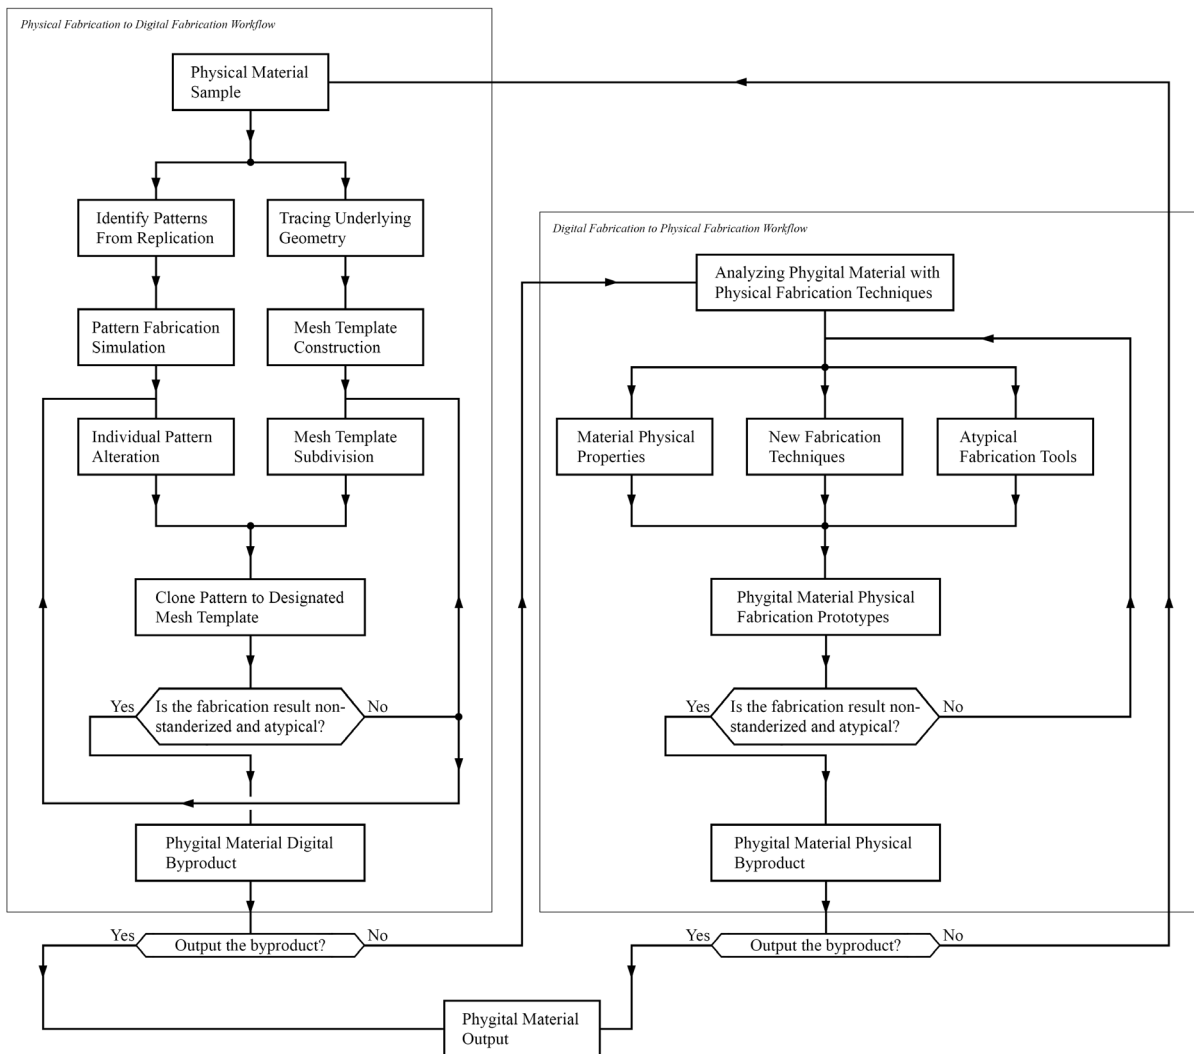 Physical Fabrication to Digital Fabrication Workflow
Physical Material
Sample
Identify Patterns
From Replication
Tracing Underlying
Geometry
Pattern Fabrication
Simulation
Mesh Template
Construction
Individual Pattern
Alteration
Mesh Template
Subdivision
Clone Pattern to Designated
Mesh Template
Yes
Is the fabrication result non-
standerized and atypical?
No
Phygital Material Digital
Byproduct
Yes
Output the byproduct?
No
Digital Fabrication to Physical Fabrication Workflow
Analyzing Phygital Material with
Physical Fabrication Techniques
Material Physical
Properties
New Fabrication
Techniques
Atypical
Fabrication Tools
Phygital Material Physical
Fabrication Prototypes
Yes
Is the fabrication result non-
standerized and atypical?
No
Phygital Material Physical
Byproduct
Yes
Output the byproduct?
No
Phygital Material
Output